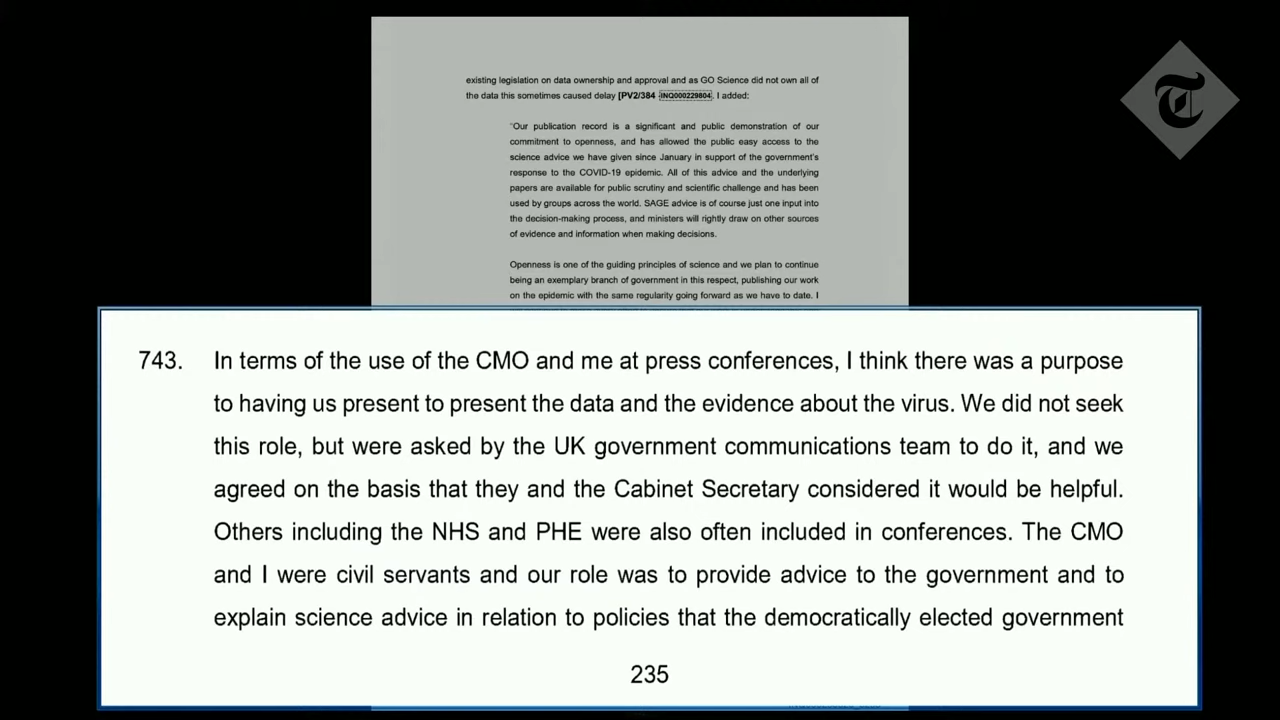 existing legislation on data ownership and approval and as GO Science did not own all of
the data this sometimes caused delay [PV2/384 -INQ000229804]. I added:
“Our publication record is a significant and public demonstration of our
commitment to openness, and has allowed the public easy access to the
science advice we have given since January in support of the government’s
response to the COVID-19 epidemic. All of this advice and the underlying
papers are available for public scrutiny and scientific challenge and has been
used by groups across the world. SAGE advice is of course just one input into
the decision-making process, and ministers will rightly draw on other sources
of evidence and information when making decisions.
Openness is one of the guiding principles of science and we plan to continue
being an exemplary branch of government in this respect, publishing our work
on the epidemic with the same regularity going forward as we have to date. I
743. In terms of the use of the CMO and me at press conferences, I think there was a purpose
to having us present to present the data and the evidence about the virus. We did not seek
this role, but were asked by the UK government communications team to do it, and we
agreed on the basis that they and the Cabinet Secretary considered it would be helpful.
Others including the NHS and PHE were also often included in conferences. The CMO
and I were civil servants and our role was to provide advice to the government and to
explain science advice in relation to policies that the democratically elected government
235